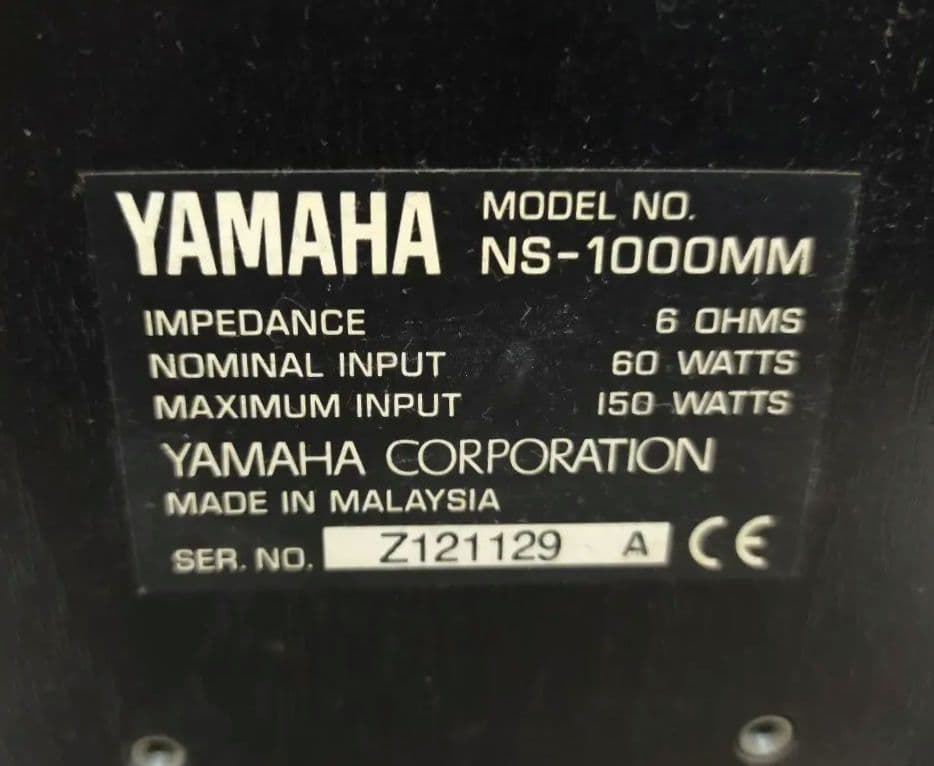 YAMAHA MODEL NO.
NS-1000MM
IMPEDANCE 6 OHMS
NOMINAL INPUT 60 WATTS
MAXIMUM INPUT 150 WATTS
YAMAHA CORPORATION
MADE IN MALAYSIA
SER. NO. Z121129 A CE